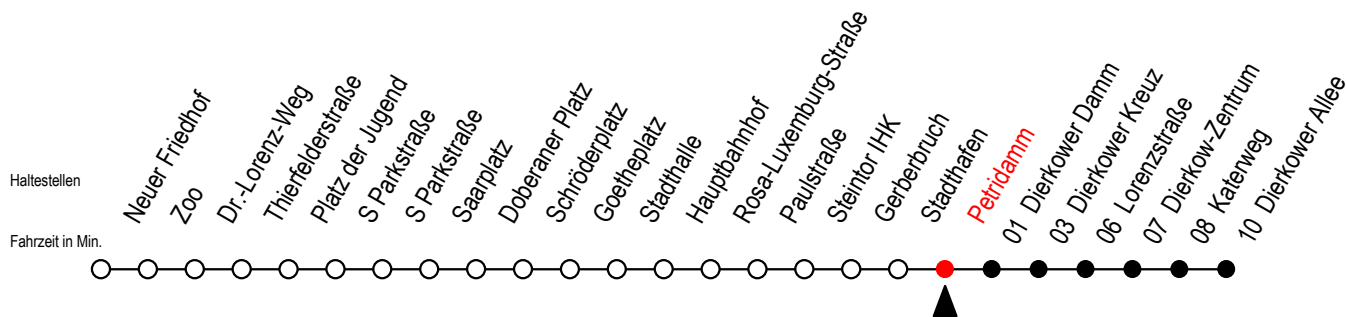 Haltestellen
Fahrzeit in Min.
Neuer Friedhof
Zoo
Dr.-Lorenz-Weg
Thierfelderstraße
Platz der Jugend
S Parkstraße
S Parkstraße
Saarplatz
Doberaner Platz
Schröderplatz
Goetheplatz
Stadthalle
Hauptbahnhof
Rosa-Luxemburg-Straße
Paulstraße
Steintor IHK
Gerberbruch
Stadthafen
Petridamm
01 Dierkower Damm
03 Dierkower Kreuz
06 Lorenzstraße
07 Dierkow-Zentrum
08 Katerweg
10 Dierkower Allee